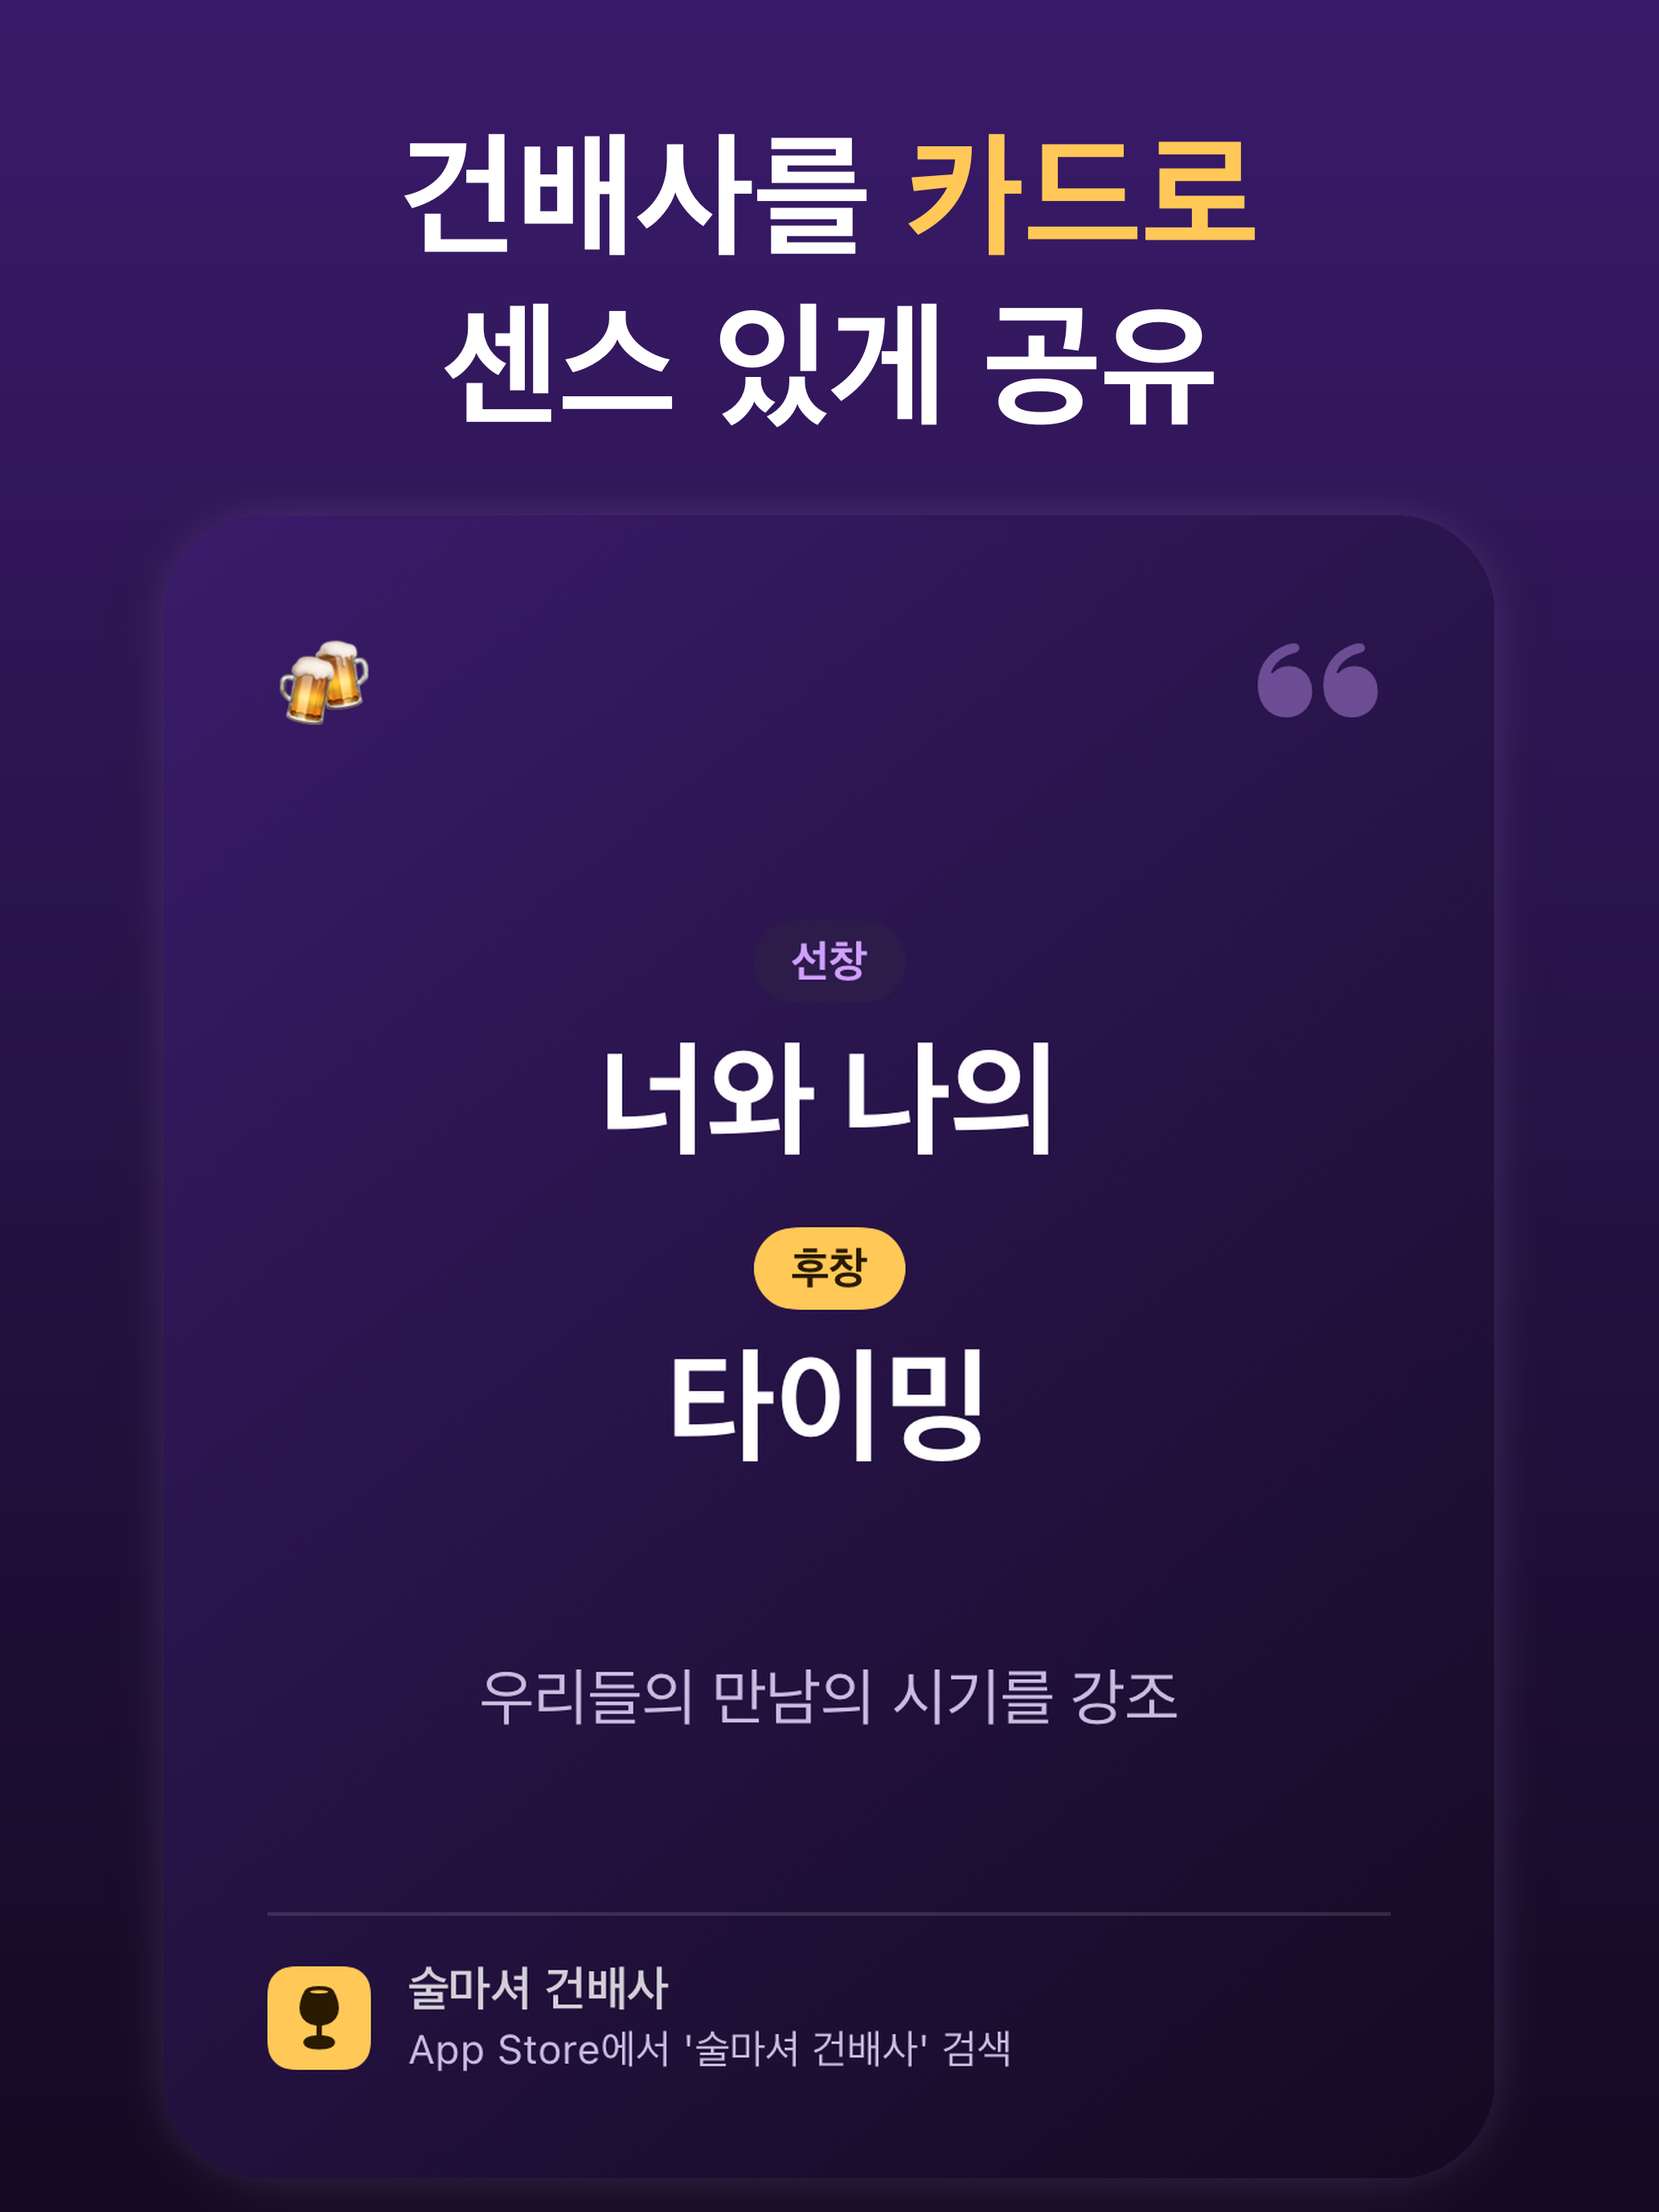 건배사를 카드로
센스 있게 공유
선창
너와 나의
후창
타이밍
우리들의 만남의 시기를 강조
술마셔 건배사
App Store에서 '술마셔 건배사' 검색